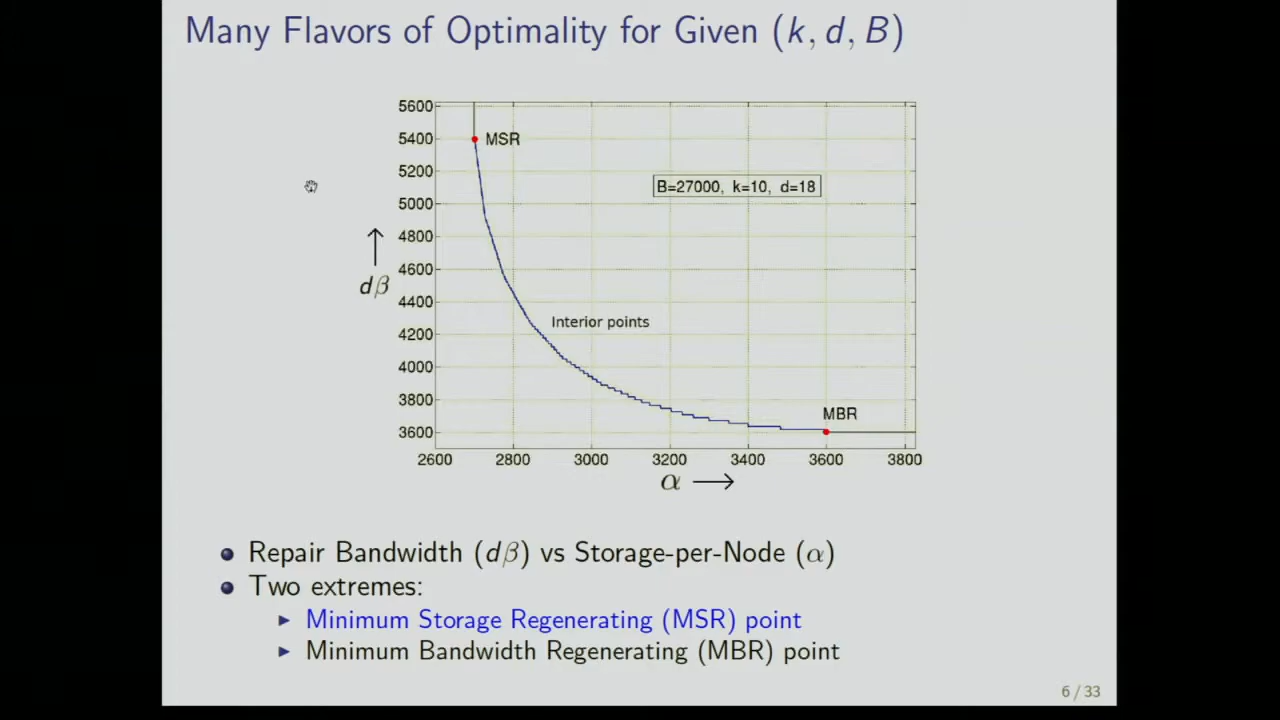 Many Flavors of Optimality for Given (k, d, B)
5600
5400
5200
5000
4800
4600
4400
4200
4000
3800
3600
MSR
B=27000, k=10, d=18
dβ
Interior points
MBR
2600 2800 3000 3200 3400 3600 3800
α
Repair Bandwidth (dβ) vs Storage-per-Node (α)
Two extremes:
Minimum Storage Regenerating (MSR) point
Minimum Bandwidth Regenerating (MBR) point
6 / 33